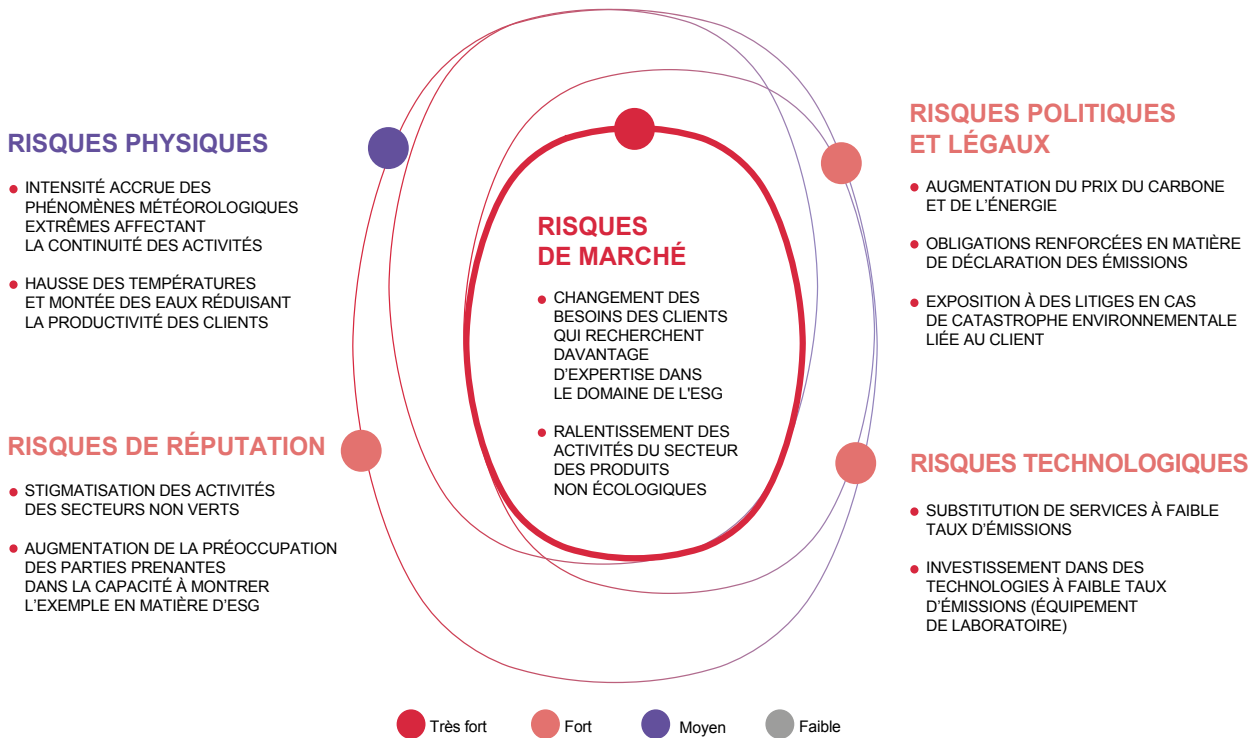 RISQUES PHYSIQUES
INTENSITÉ ACCRUE DES
PHÉNOMÈNES MÉTÉOROLOGIQUES
EXTRÊMES AFFECTANT
LA CONTINUITÉ DES ACTIVITÉS
HAUSSE DES TEMPÉRATURES
ET MONTÉE DES EAUX RÉDUISANT
LA PRODUCTIVITÉ DES CLIENTS
RISQUES DE RÉPUTATION
STIGMATISATION DES ACTIVITÉS
DES SECTEURS NON VERTS
AUGMENTATION DE LA PRÉOCCUPATION
DES PARTIES PRENANTES
DANS LA CAPACITÉ À MONTRER
L'EXEMPLE EN MATIÈRE D'ESG
RISQUES
DE MARCHÉ
CHANGEMENT DES
BESOINS DES CLIENTS
QUI RECHERCHENT
DAVANTAGE
D'EXPERTISE DANS
LE DOMAINE DE L'ESG
RALENTISSEMENT DES
ACTIVITÉS DU SECTEUR
DES PRODUITS
NON ÉCOLOGIQUES
RISQUES POLITIQUES
ET LÉGAUX
AUGMENTATION DU PRIX DU CARBONE
ET DE L'ÉNERGIE
OBLIGATIONS RENFORCÉES EN MATIÈRE
DE DÉCLARATION DES ÉMISSIONS
EXPOSITION À DES LITIGES EN CAS
DE CATASTROPHE ENVIRONNEMENTALE
LIÉE AU CLIENT
RISQUES TECHNOLOGIQUES
SUBSTITUTION DE SERVICES À FAIBLE
TAUX D'ÉMISSIONS
INVESTISSEMENT DANS DES
TECHNOLOGIES À FAIBLE TAUX
D'ÉMISSIONS (ÉQUIPEMENT
DE LABORATOIRE)
Très fort
Fort
Moyen
Faible